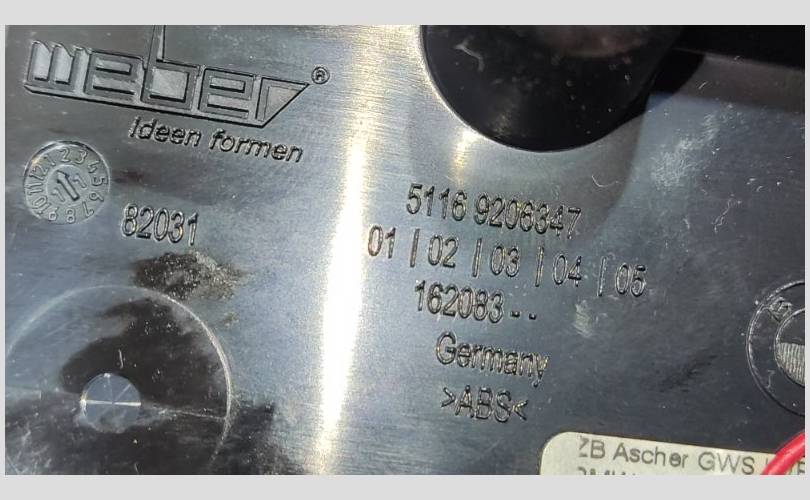 weber®
Ideen formen
82031
5116 9206347
01 | 02 | 03 | 04 | 05
162083 - -
Germany
>ABS<
ZB Ascher GWS